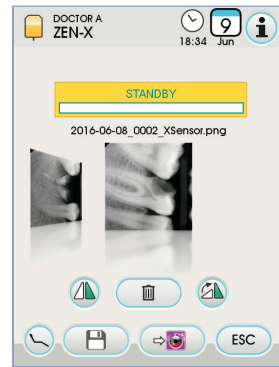 DOCTOR A
ZEN-X
9
18:34 Jun
STANDBY
2016-06-08_0002_XSensor.png
ESC